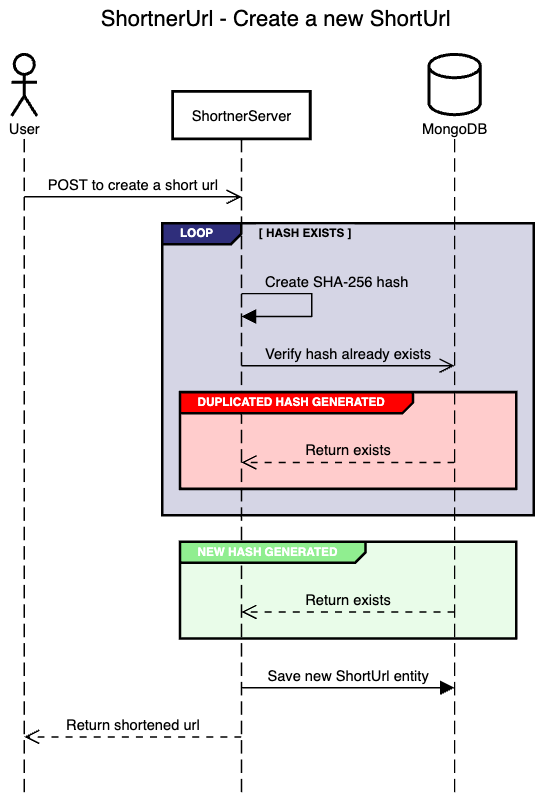 ShortnerUrl - Create a new ShortUrl
User
ShortnerServer
MongoDB
POST to create a short url
LOOP [ HASH EXISTS ]
Create SHA-256 hash
Verify hash already exists
DUPLICATED HASH GENERATED
Return exists
NEW HASH GENERATED
Return exists
Save new ShortUrl entity
Return shortened url